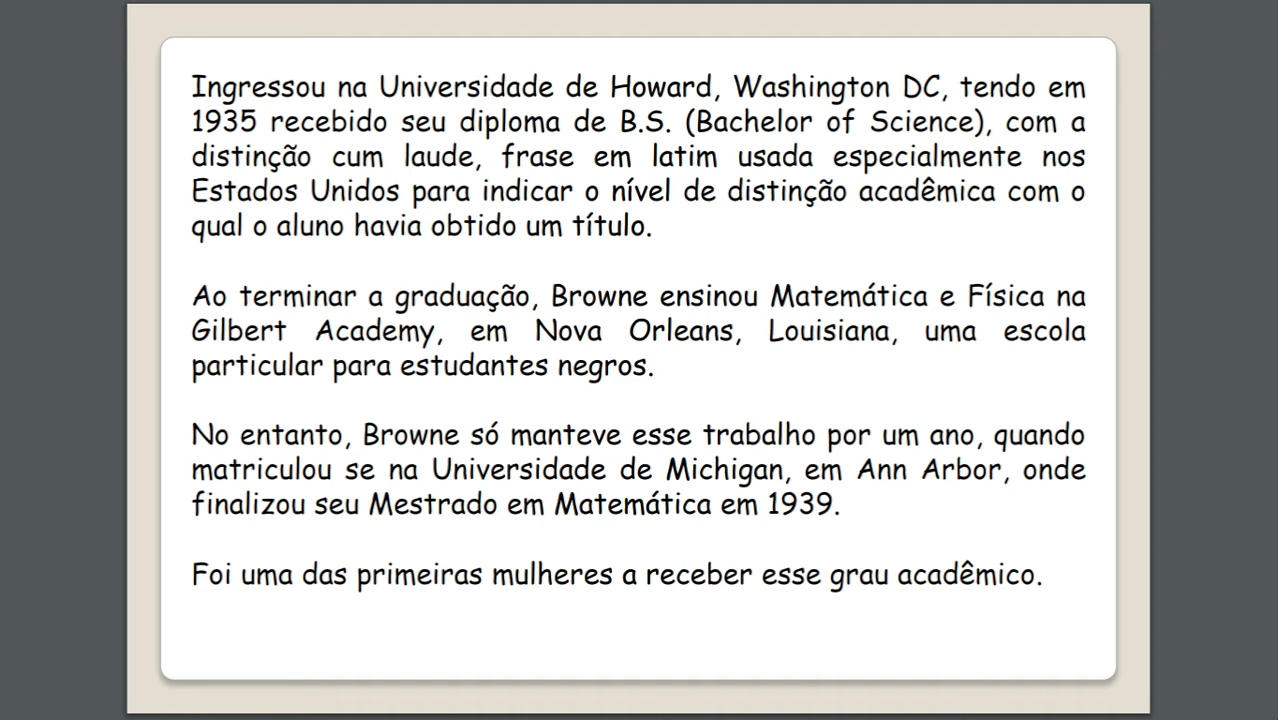 Ingressou na Universidade de Howard, Washington DC, tendo em
1935 recebido seu diploma de B.S. (Bachelor of Science), com a
distinção cum laude, frase em latim usada especialmente nos
Estados Unidos para indicar o nível de distinção acadêmica com o
qual o aluno havia obtido um título.
Ao terminar a graduação, Browne ensinou Matemática e Física na
Gilbert Academy, em Nova Orleans, Louisiana, uma escola
particular para estudantes negros.
No entanto, Browne só manteve esse trabalho por um ano, quando
matriculou se na Universidade de Michigan, em Ann Arbor, onde
finalizou seu Mestrado em Matemática em 1939.
Foi uma das primeiras mulheres a receber esse grau acadêmico.